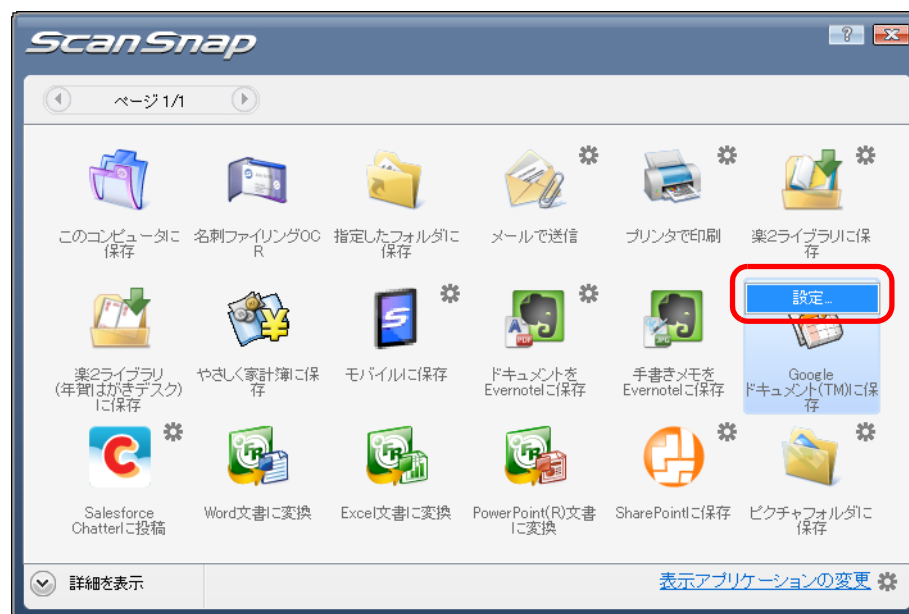 ScanSnap
ページ 1/1
このコンピュータに
保存
名刺ファイリングOC
R
指定したフォルダに
保存
メールで送信
プリンタで印刷
楽2ライブラリに保
存
設定...
楽2ライブラリ
(年賀はがきデスク)
に保存
やさしく家計簿に保
存
モバイルに保存
ドキュメントを
Evernoteに保存
手書きメモを
Evernoteに保存
Google
ドキュメント(TM)に保
存
Salesforce
Chatterに投稿
Word文書に変換
Excel文書に変換
PowerPoint(R)文書
に変換
SharePointに保存
ピクチャフォルダに
保存
詳細を表示
表示アプリケーションの変更